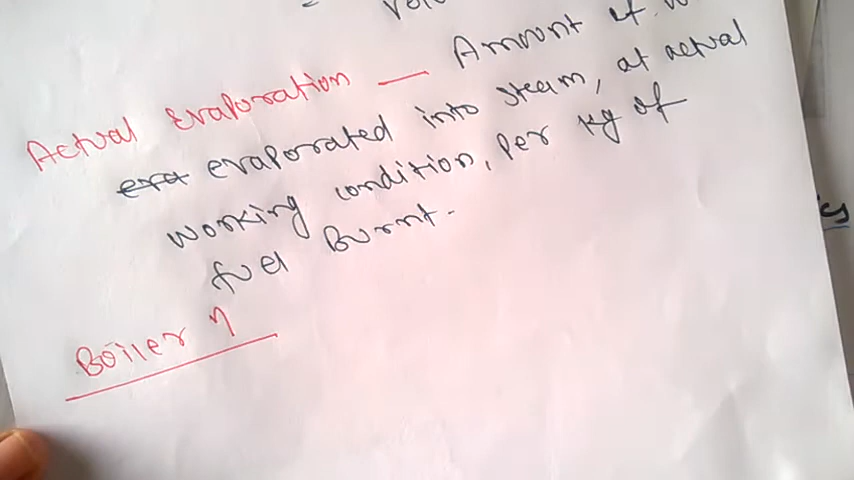 =
Actual Evaporation — Amount of
evaporated into steam, at actual
working condition, per kg of
fuel Burnt.
Boiler η